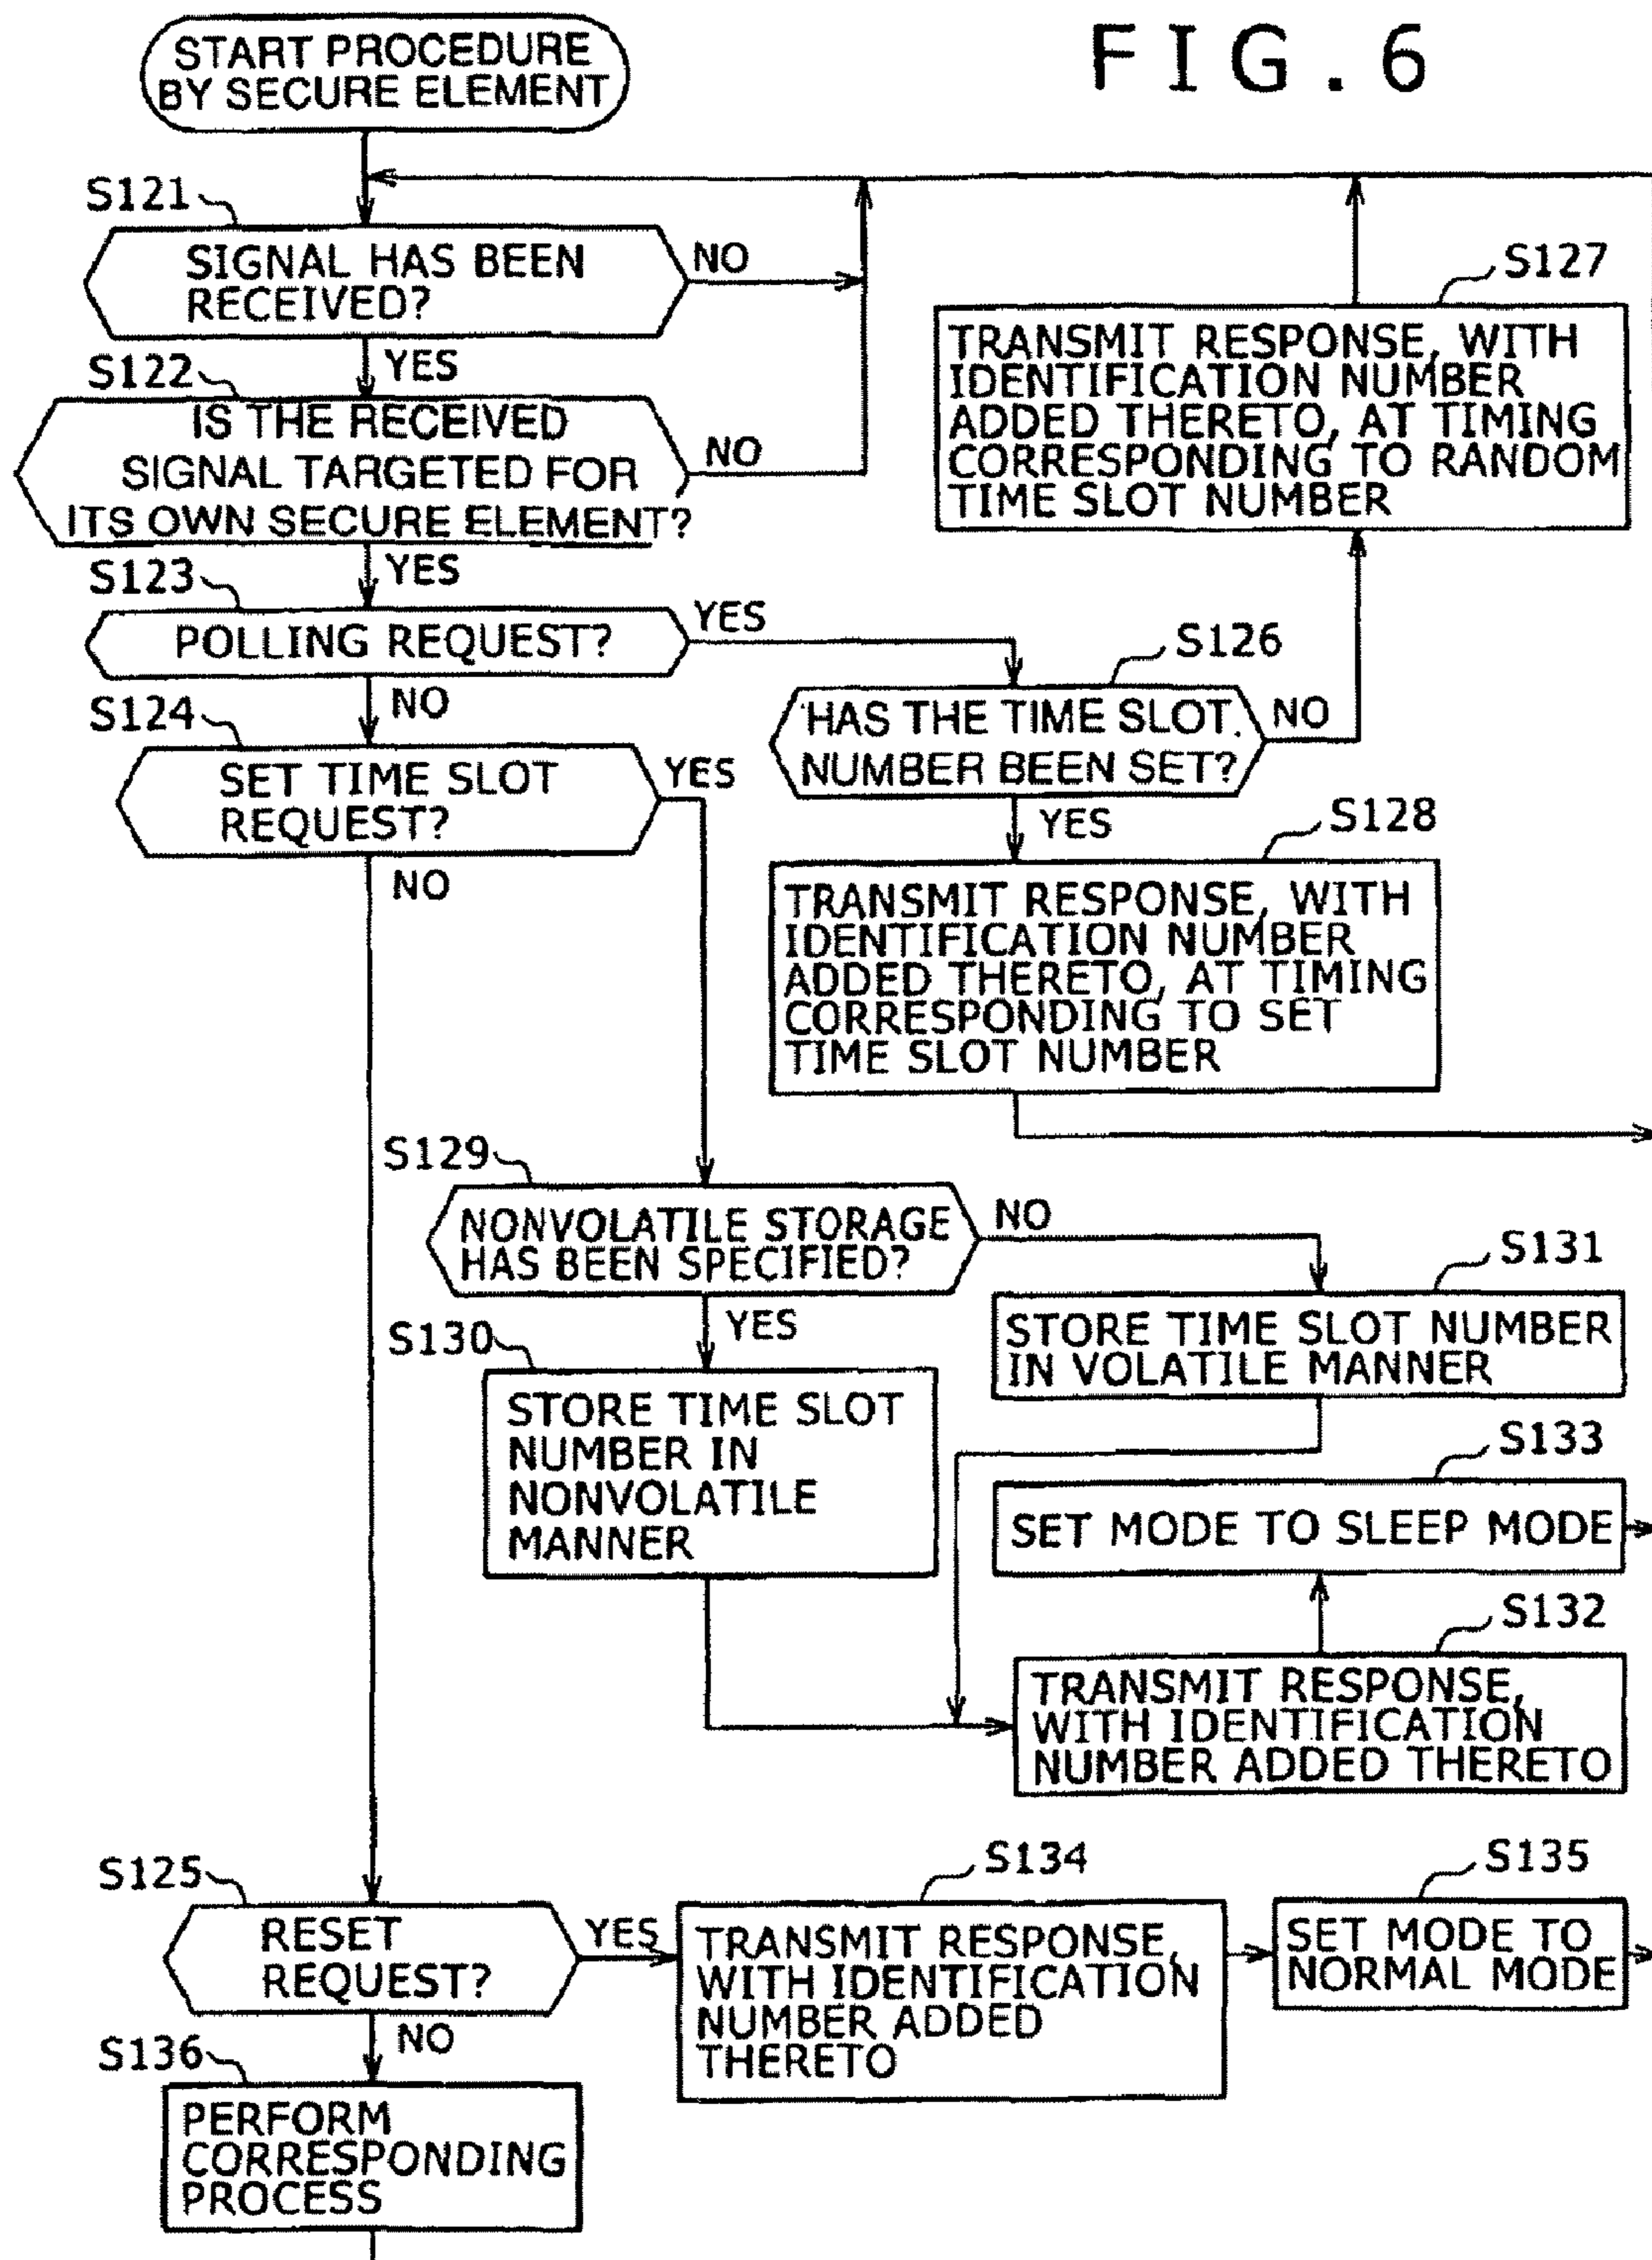 FIG. 6
START PROCEDURE
BY SECURE ELEMENT
S121
SIGNAL HAS BEEN
RECEIVED?
NO
YES
S122
IS THE RECEIVED
SIGNAL TARGETED FOR
ITS OWN SECURE ELEMENT?
NO
YES
S123
POLLING REQUEST?
YES
NO
S124
SET TIME SLOT
REQUEST?
YES
NO
S126
HAS THE TIME SLOT
NUMBER BEEN SET?
NO
YES
S127
TRANSMIT RESPONSE, WITH
IDENTIFICATION NUMBER
ADDED THERETO, AT TIMING
CORRESPONDING TO RANDOM
TIME SLOT NUMBER
S128
TRANSMIT RESPONSE, WITH
IDENTIFICATION NUMBER
ADDED THERETO, AT TIMING
CORRESPONDING TO SET
TIME SLOT NUMBER
S129
NONVOLATILE STORAGE
HAS BEEN SPECIFIED?
NO
YES
S130
STORE TIME SLOT
NUMBER IN
NONVOLATILE
MANNER
S131
STORE TIME SLOT NUMBER
IN VOLATILE MANNER
S133
SET MODE TO SLEEP MODE
S132
TRANSMIT RESPONSE,
WITH IDENTIFICATION
NUMBER ADDED THERETO
S125
RESET
REQUEST?
YES
NO
S134
TRANSMIT RESPONSE,
WITH IDENTIFICATION
NUMBER ADDED
THERETO
S135
SET MODE TO
NORMAL MODE
S136
PERFORM
CORRESPONDING
PROCESS